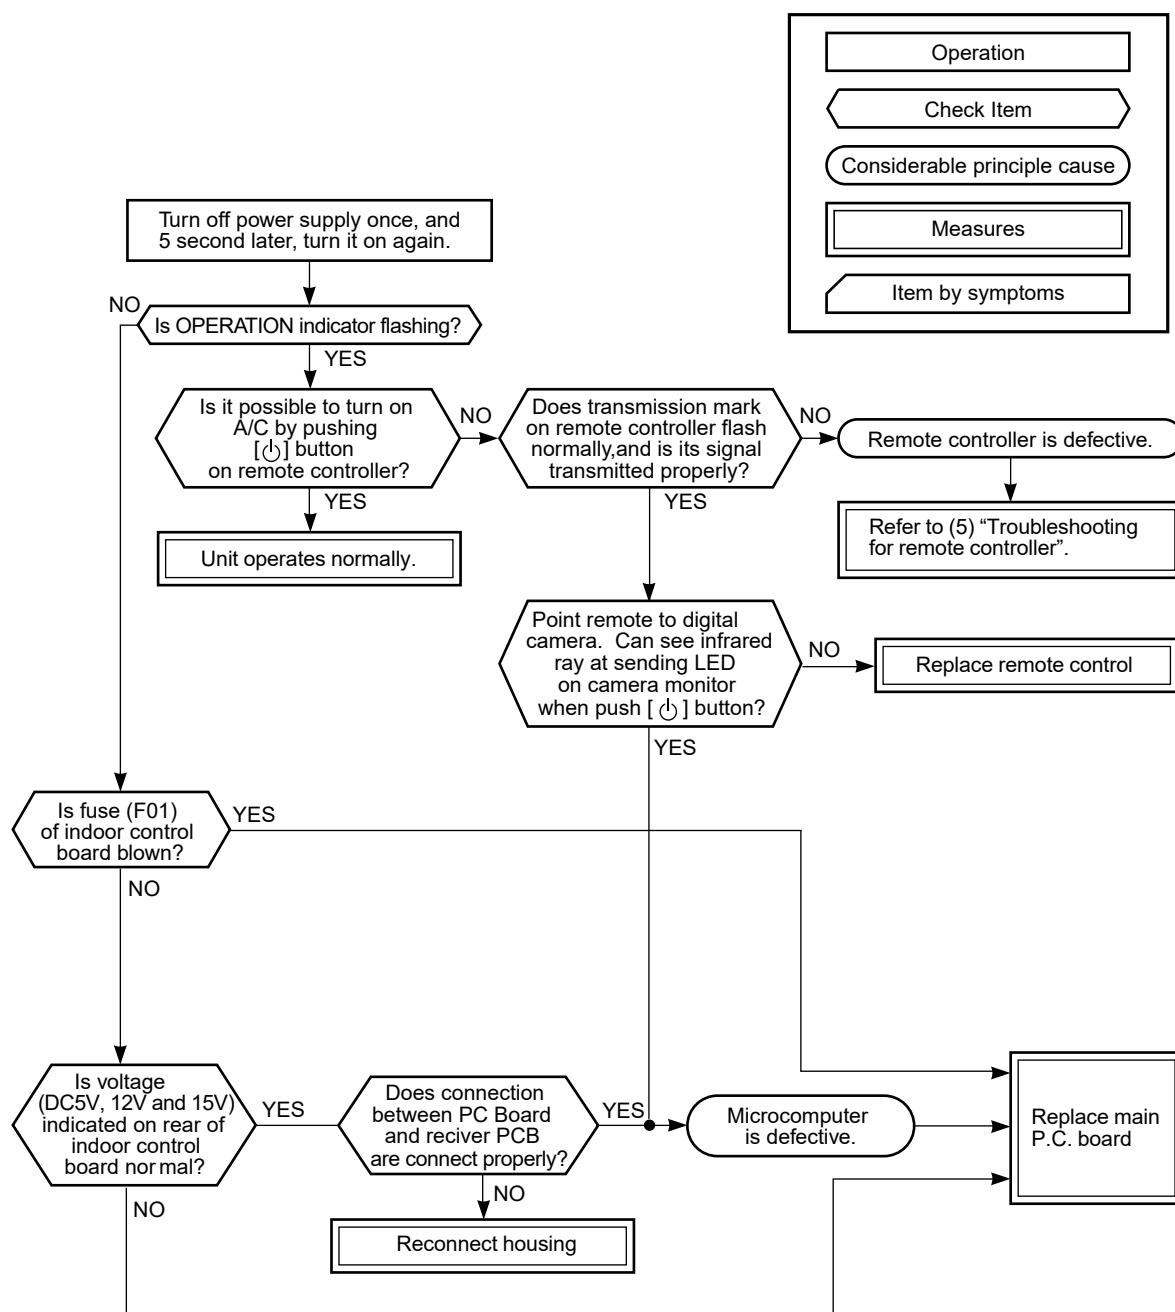 Operation
Check Item
Considerable principle cause
Measures
Item by symptoms
Turn off power supply once, and
5 second later, turn it on again.
NO
Is OPERATION indicator flashing?
YES
Is it possible to turn on
A/C by pushing
[⏻] button
on remote controller?
NO
Does transmission mark
on remote controller flash
normally,and is its signal
transmitted properly?
NO
Remote controller is defective.
YES
YES
Refer to (5) “Troubleshooting
for remote controller”.
Unit operates normally.
Point remote to digital
camera. Can see infrared
ray at sending LED
on camera monitor
when push [ ⏻ ] button?
NO
Replace remote control
YES
Is fuse (F01)
of indoor control
board blown?
YES
NO
Is voltage
(DC5V, 12V and 15V)
indicated on rear of
indoor control
board nor mal?
YES
Does connection
between PC Board
and reciver PCB
are connect properly?
YES
Microcomputer
is defective.
Replace main
P.C. board
NO
NO
Reconnect housing